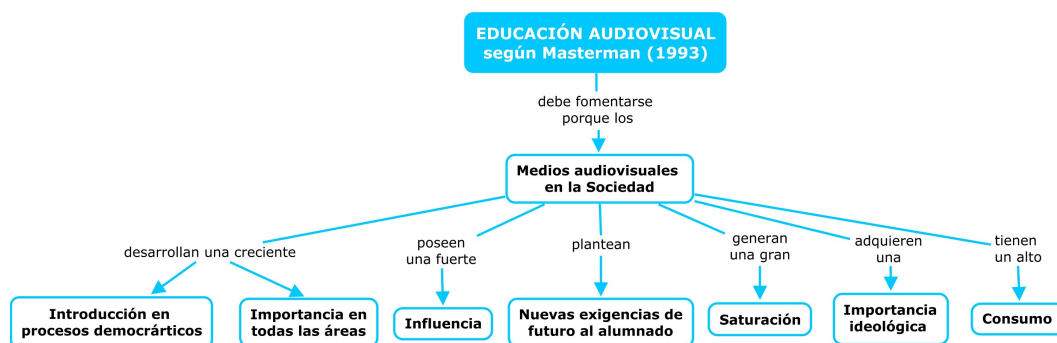 EDUCACIÓN AUDIOVISUAL
según Masterman (1993)
debe fomentarse
porque los
Medios audiovisuales
en la Sociedad
desarrollan una creciente
poseen
una fuerte
plantean
generan
una gran
adquieren
una
tienen
un alto
Introducción en
procesos democrárticos
Importancia en
todas las áreas
Influencia
Nuevas exigencias de
futuro al alumnado
Saturación
Importancia
ideológica
Consumo